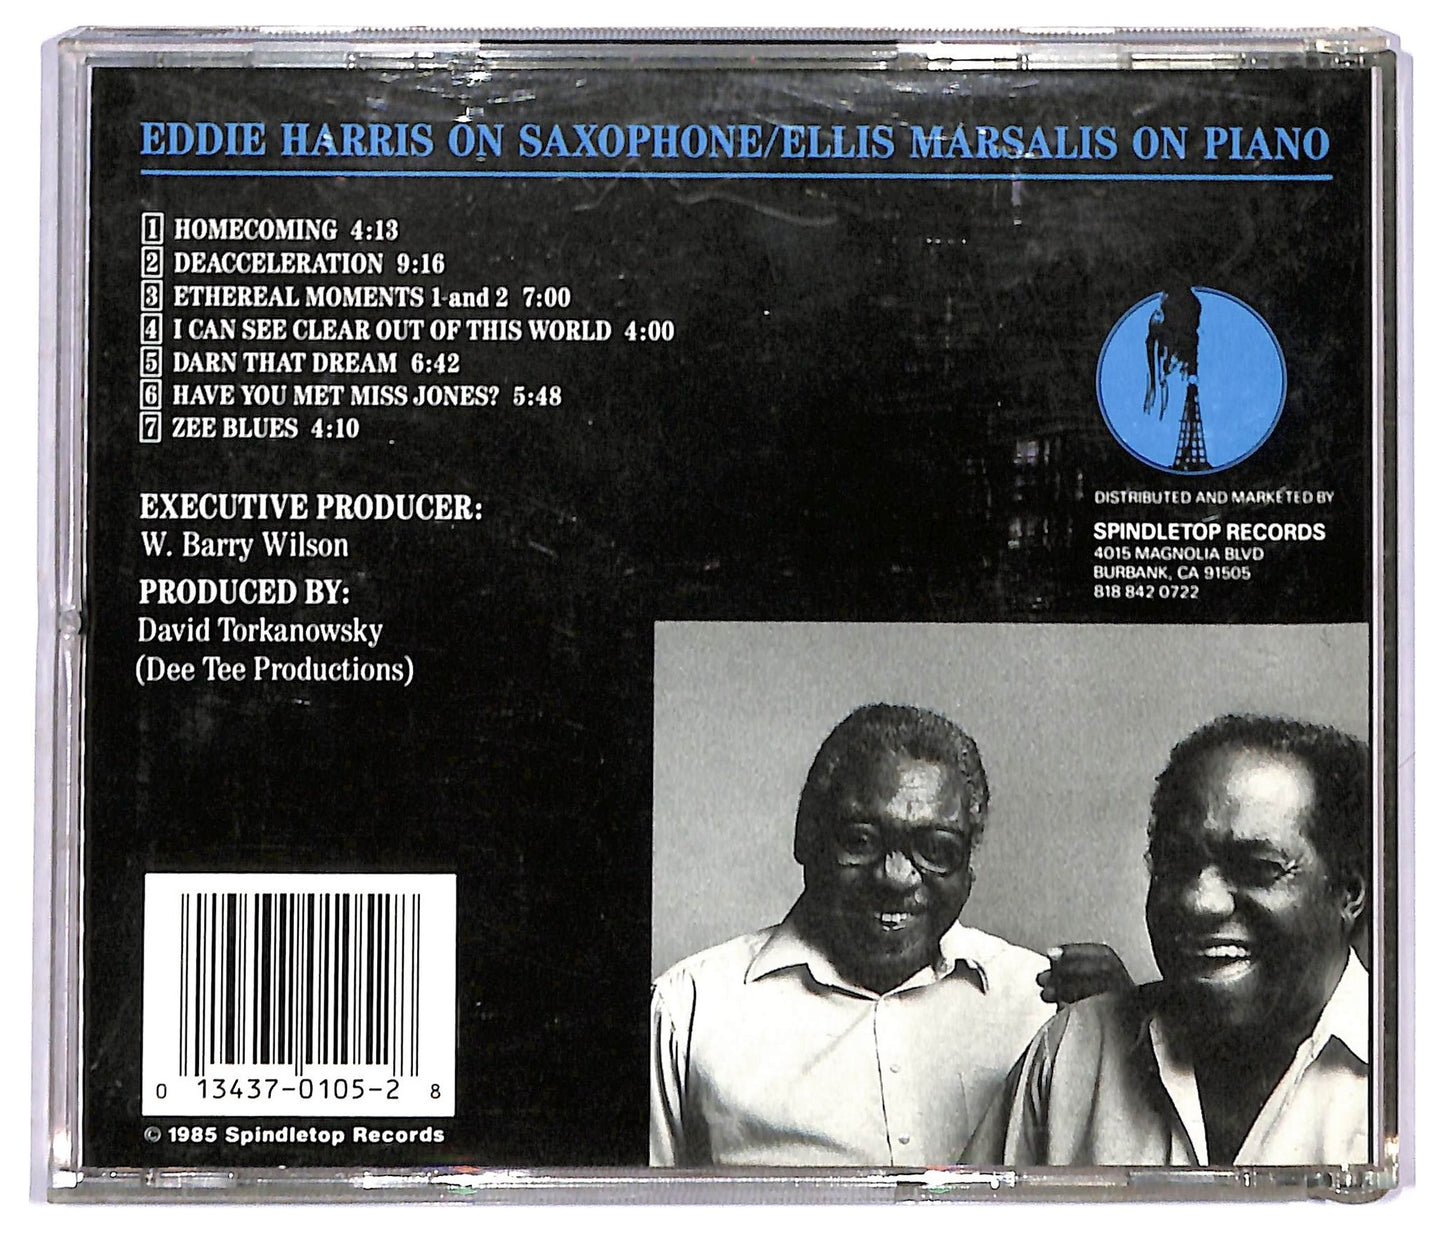 EDDIE HARRIS ON SAXOPHONE/ELLIS MARSALIS ON PIANO
1 HOMECOMING 4:13
2 DEACCELERATION 9:16
3 ETHEREAL MOMENTS 1 and 2 7:00
4 I CAN SEE CLEAR OUT OF THIS WORLD 4:00
5 DARN THAT DREAM 6:42
6 HAVE YOU MET MISS JONES? 5:48
7 ZEE BLUES 4:10
EXECUTIVE PRODUCER:
W. Barry Wilson
PRODUCED BY:
David Torkanowsky
(Dee Tee Productions)
DISTRIBUTED AND MARKETED BY
SPINDLETOP RECORDS
4015 MAGNOLIA BLVD
BURBANK, CA 91505
818 842 0722
0 13437-0105-2 8
© 1985 Spindletop Records